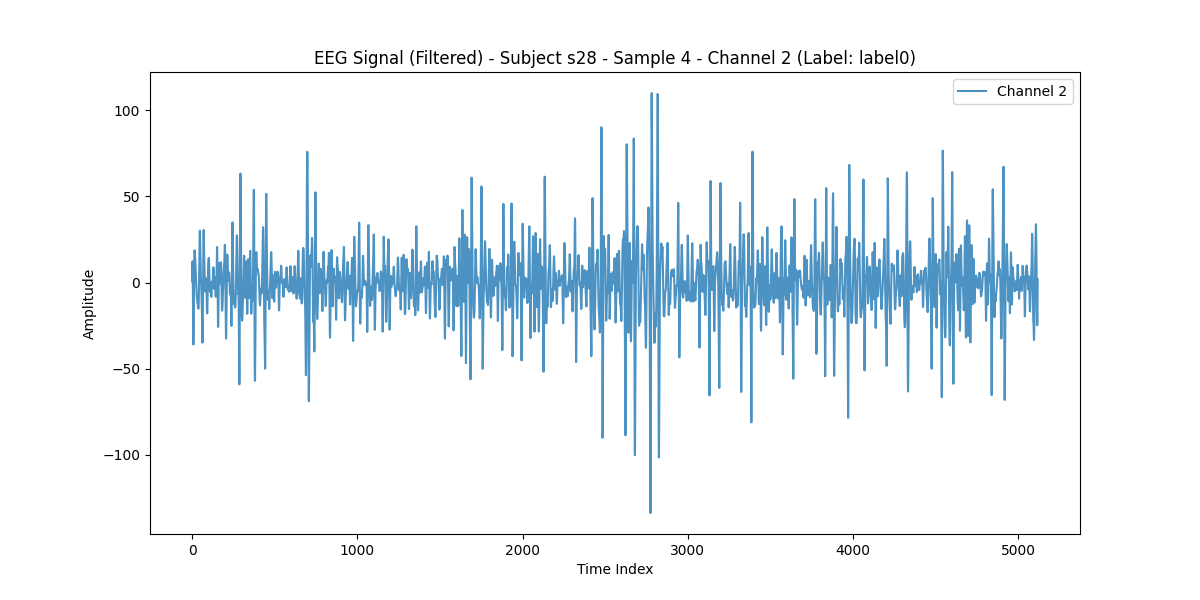 EEG Signal (Filtered) - Subject s28 - Sample 4 - Channel 2 (Label: label0)
Channel 2
100
50
0
−50
−100
Amplitude
0 1000 2000 3000 4000 5000
Time Index